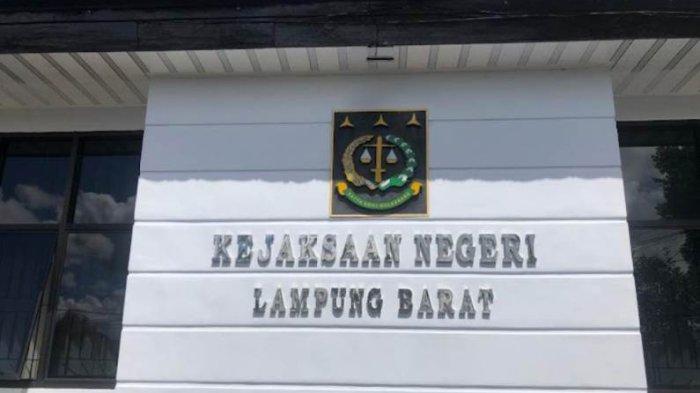 KEJAKSAAN NEGERI
LAMPUNG BARAT